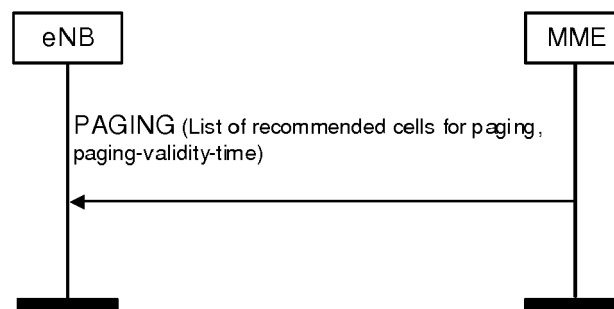 eNB
MME
PAGING (List of recommended cells for paging,
paging-validity-time)